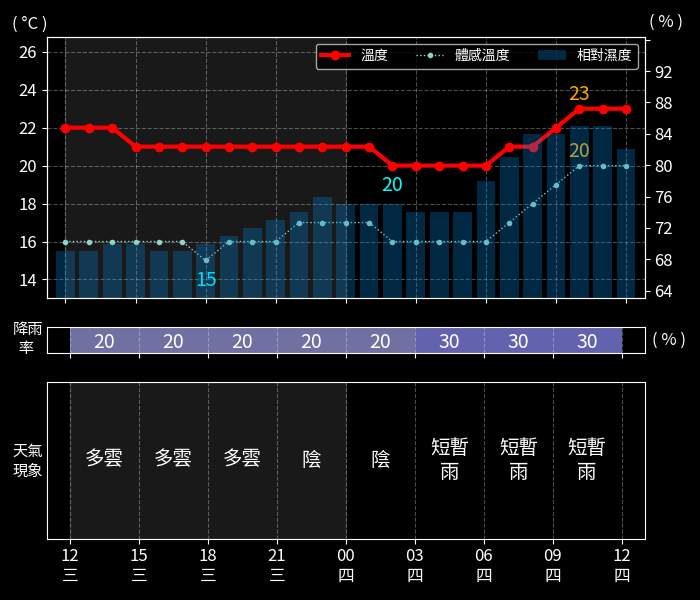 ( °C )
( % )
溫度
體感溫度
相對濕度
26
24
22
20
18
16
14
92
88
84
80
76
72
68
64
23
20
20
15
降雨
率
20 20 20 20 20 30 30 30
( % )
天氣
現象
多雲 多雲 多雲 陰 陰 短暫 短暫 短暫
雨 雨 雨
12 15 18 21 00 03 06 09 12
三 三 三 三 四 四 四 四 四